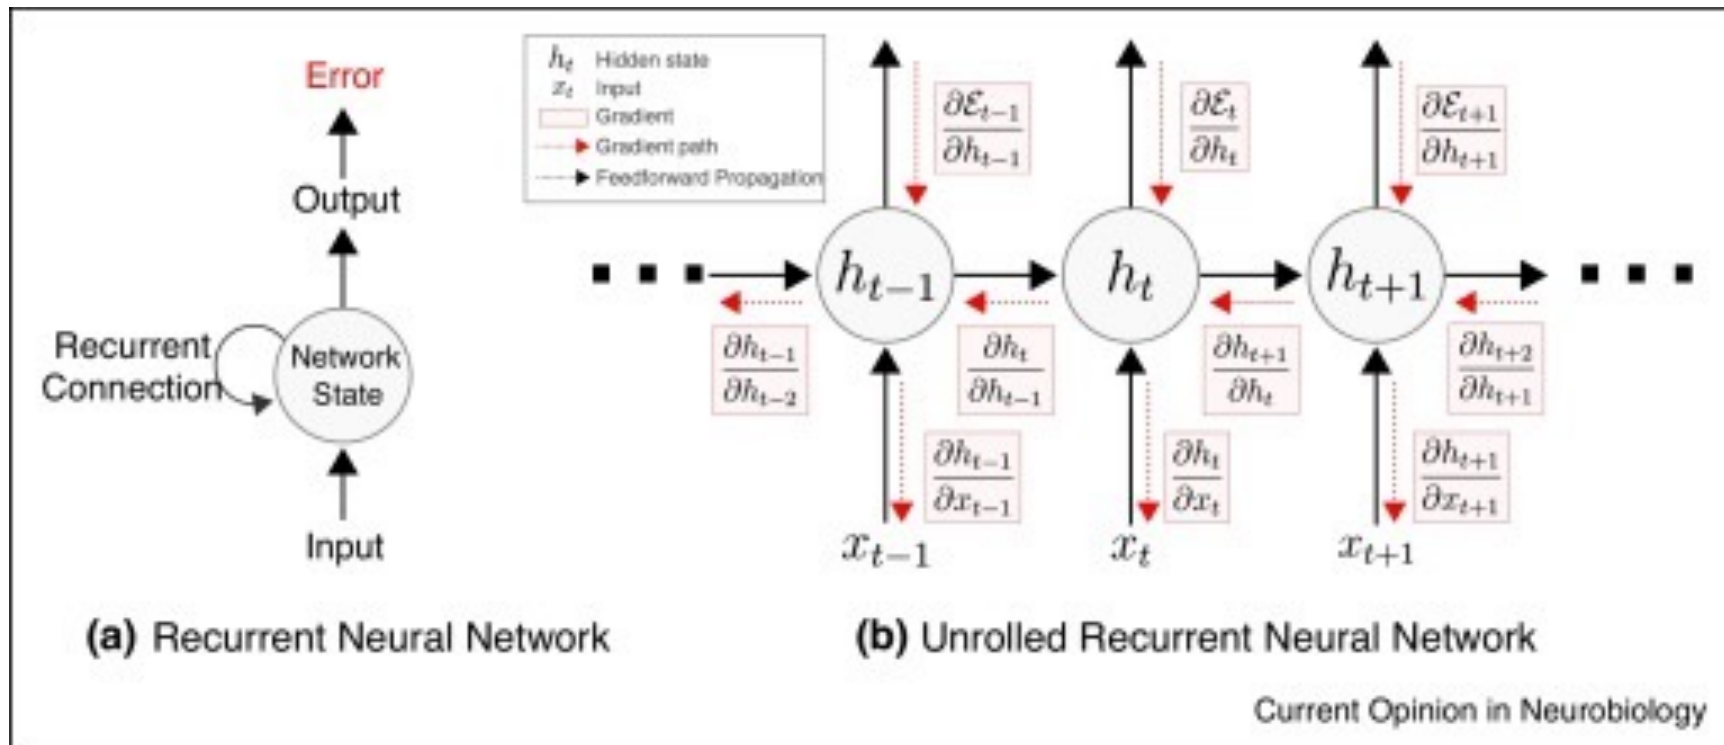 Error
Output
Recurrent
Connection
Network
State
Input
(a) Recurrent Neural Network
h_t Hidden state
x_t Input
Gradient
Gradient path
Feedforward Propagation
∂ℰ_{t−1}
∂h_{t−1}
∂ℰ_t
∂h_t
∂ℰ_{t+1}
∂h_{t+1}
h_{t−1}
h_t
h_{t+1}
∂h_{t−1}
∂h_{t−2}
∂h_t
∂h_{t−1}
∂h_{t+1}
∂h_t
∂h_{t+2}
∂h_{t+1}
∂h_{t−1}
∂x_{t−1}
∂h_t
∂x_t
∂h_{t+1}
∂x_{t+1}
x_{t−1}
x_t
x_{t+1}
(b) Unrolled Recurrent Neural Network
Current Opinion in Neurobiology